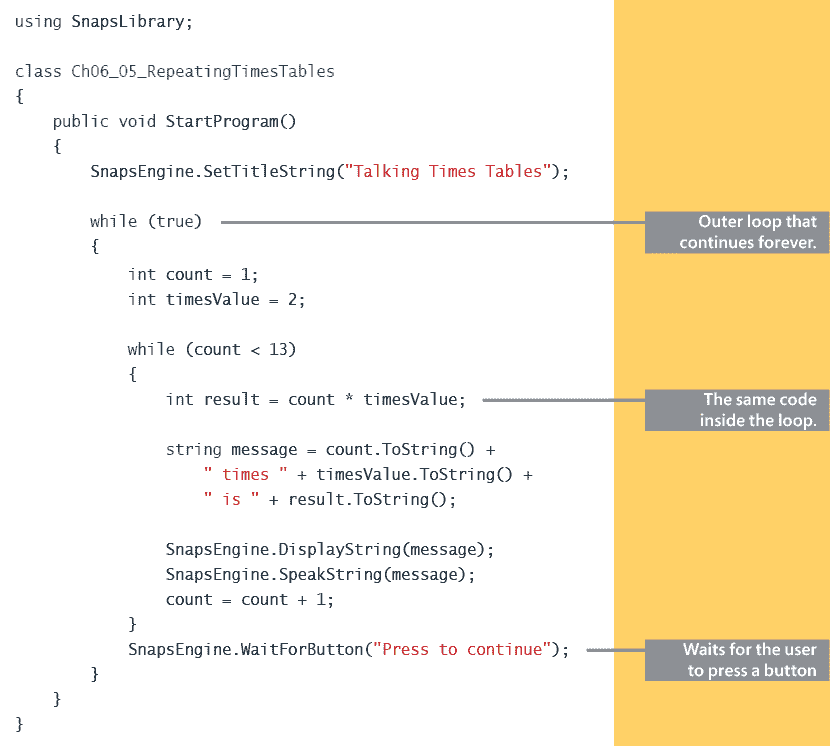 using SnapsLibrary;
class Ch06_05_RepeatingTimesTables
{
public void StartProgram()
{
SnapsEngine.SetTitleString("Talking Times Tables");
while (true)
Outer loop that
continues forever.
{
int count = 1;
int timesValue = 2;
while (count < 13)
{
int result = count * timesValue;
The same code
inside the loop.
string message = count.ToString() +
" times " + timesValue.ToString() +
" is " + result.ToString();
SnapsEngine.DisplayString(message);
SnapsEngine.SpeakString(message);
count = count + 1;
}
SnapsEngine.WaitForButton("Press to continue");
Waits for the user
to press a button
}
}
}